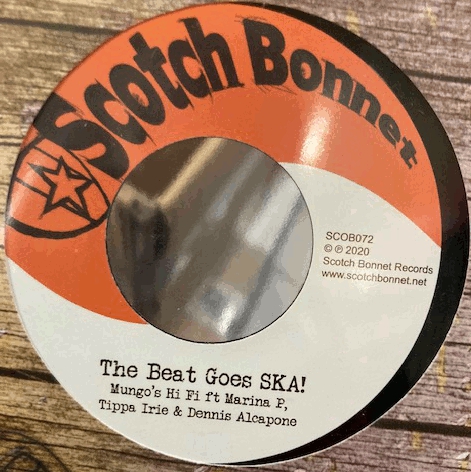 Scotch Bonnet
SCOB072
© ℗ 2020
Scotch Bonnet Records
www.scotchbonnet.net
The Beat Goes SKA!
Mungo's Hi Fi ft Marina P,
Tippa Irie & Dennis Alcapone